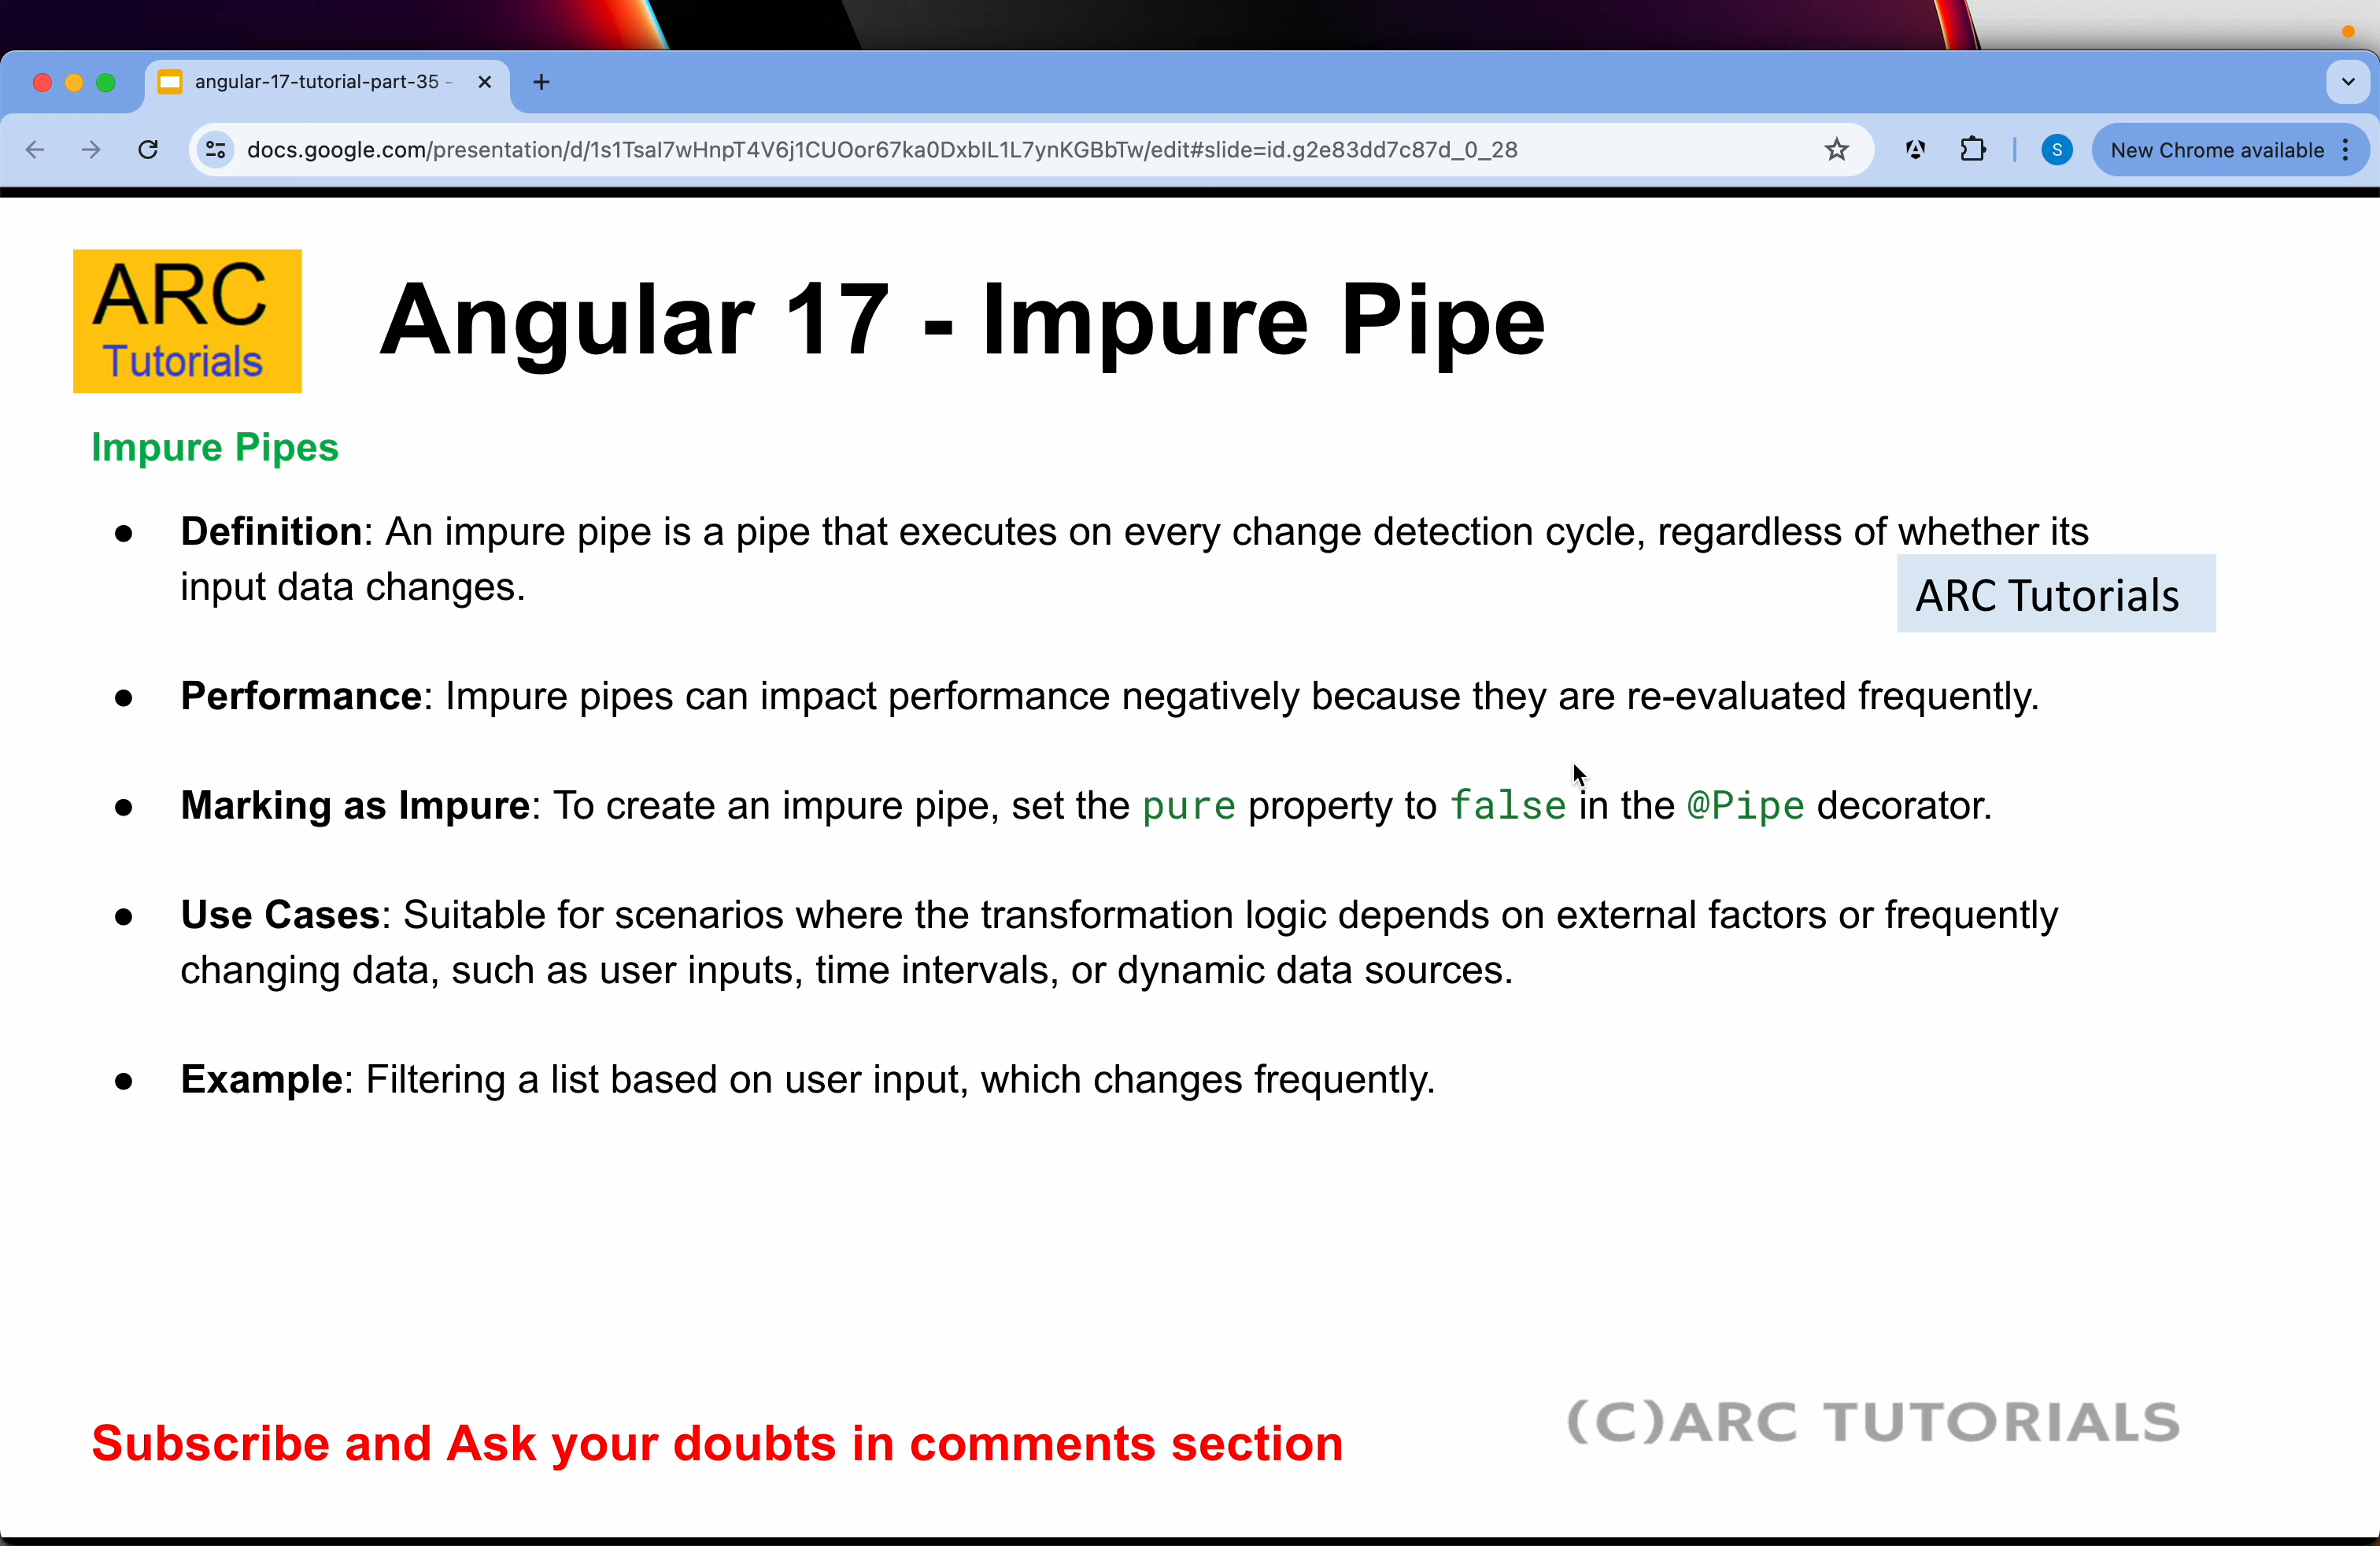 angular-17-tutorial-part-35 -
docs.google.com/presentation/d/1s1TsaI7wHnpT4V6j1CUOor67ka0DxbIL1L7ynKGBbTw/edit#slide=id.g2e83dd7c87d_0_28
S
New Chrome available
ARC
Tutorials
Angular 17 - Impure Pipe
Impure Pipes
● Definition: An impure pipe is a pipe that executes on every change detection cycle, regardless of whether its
input data changes.
ARC Tutorials
● Performance: Impure pipes can impact performance negatively because they are re-evaluated frequently.
● Marking as Impure: To create an impure pipe, set the pure property to false in the @Pipe decorator.
● Use Cases: Suitable for scenarios where the transformation logic depends on external factors or frequently
changing data, such as user inputs, time intervals, or dynamic data sources.
● Example: Filtering a list based on user input, which changes frequently.
Subscribe and Ask your doubts in comments section
(C)ARC TUTORIALS